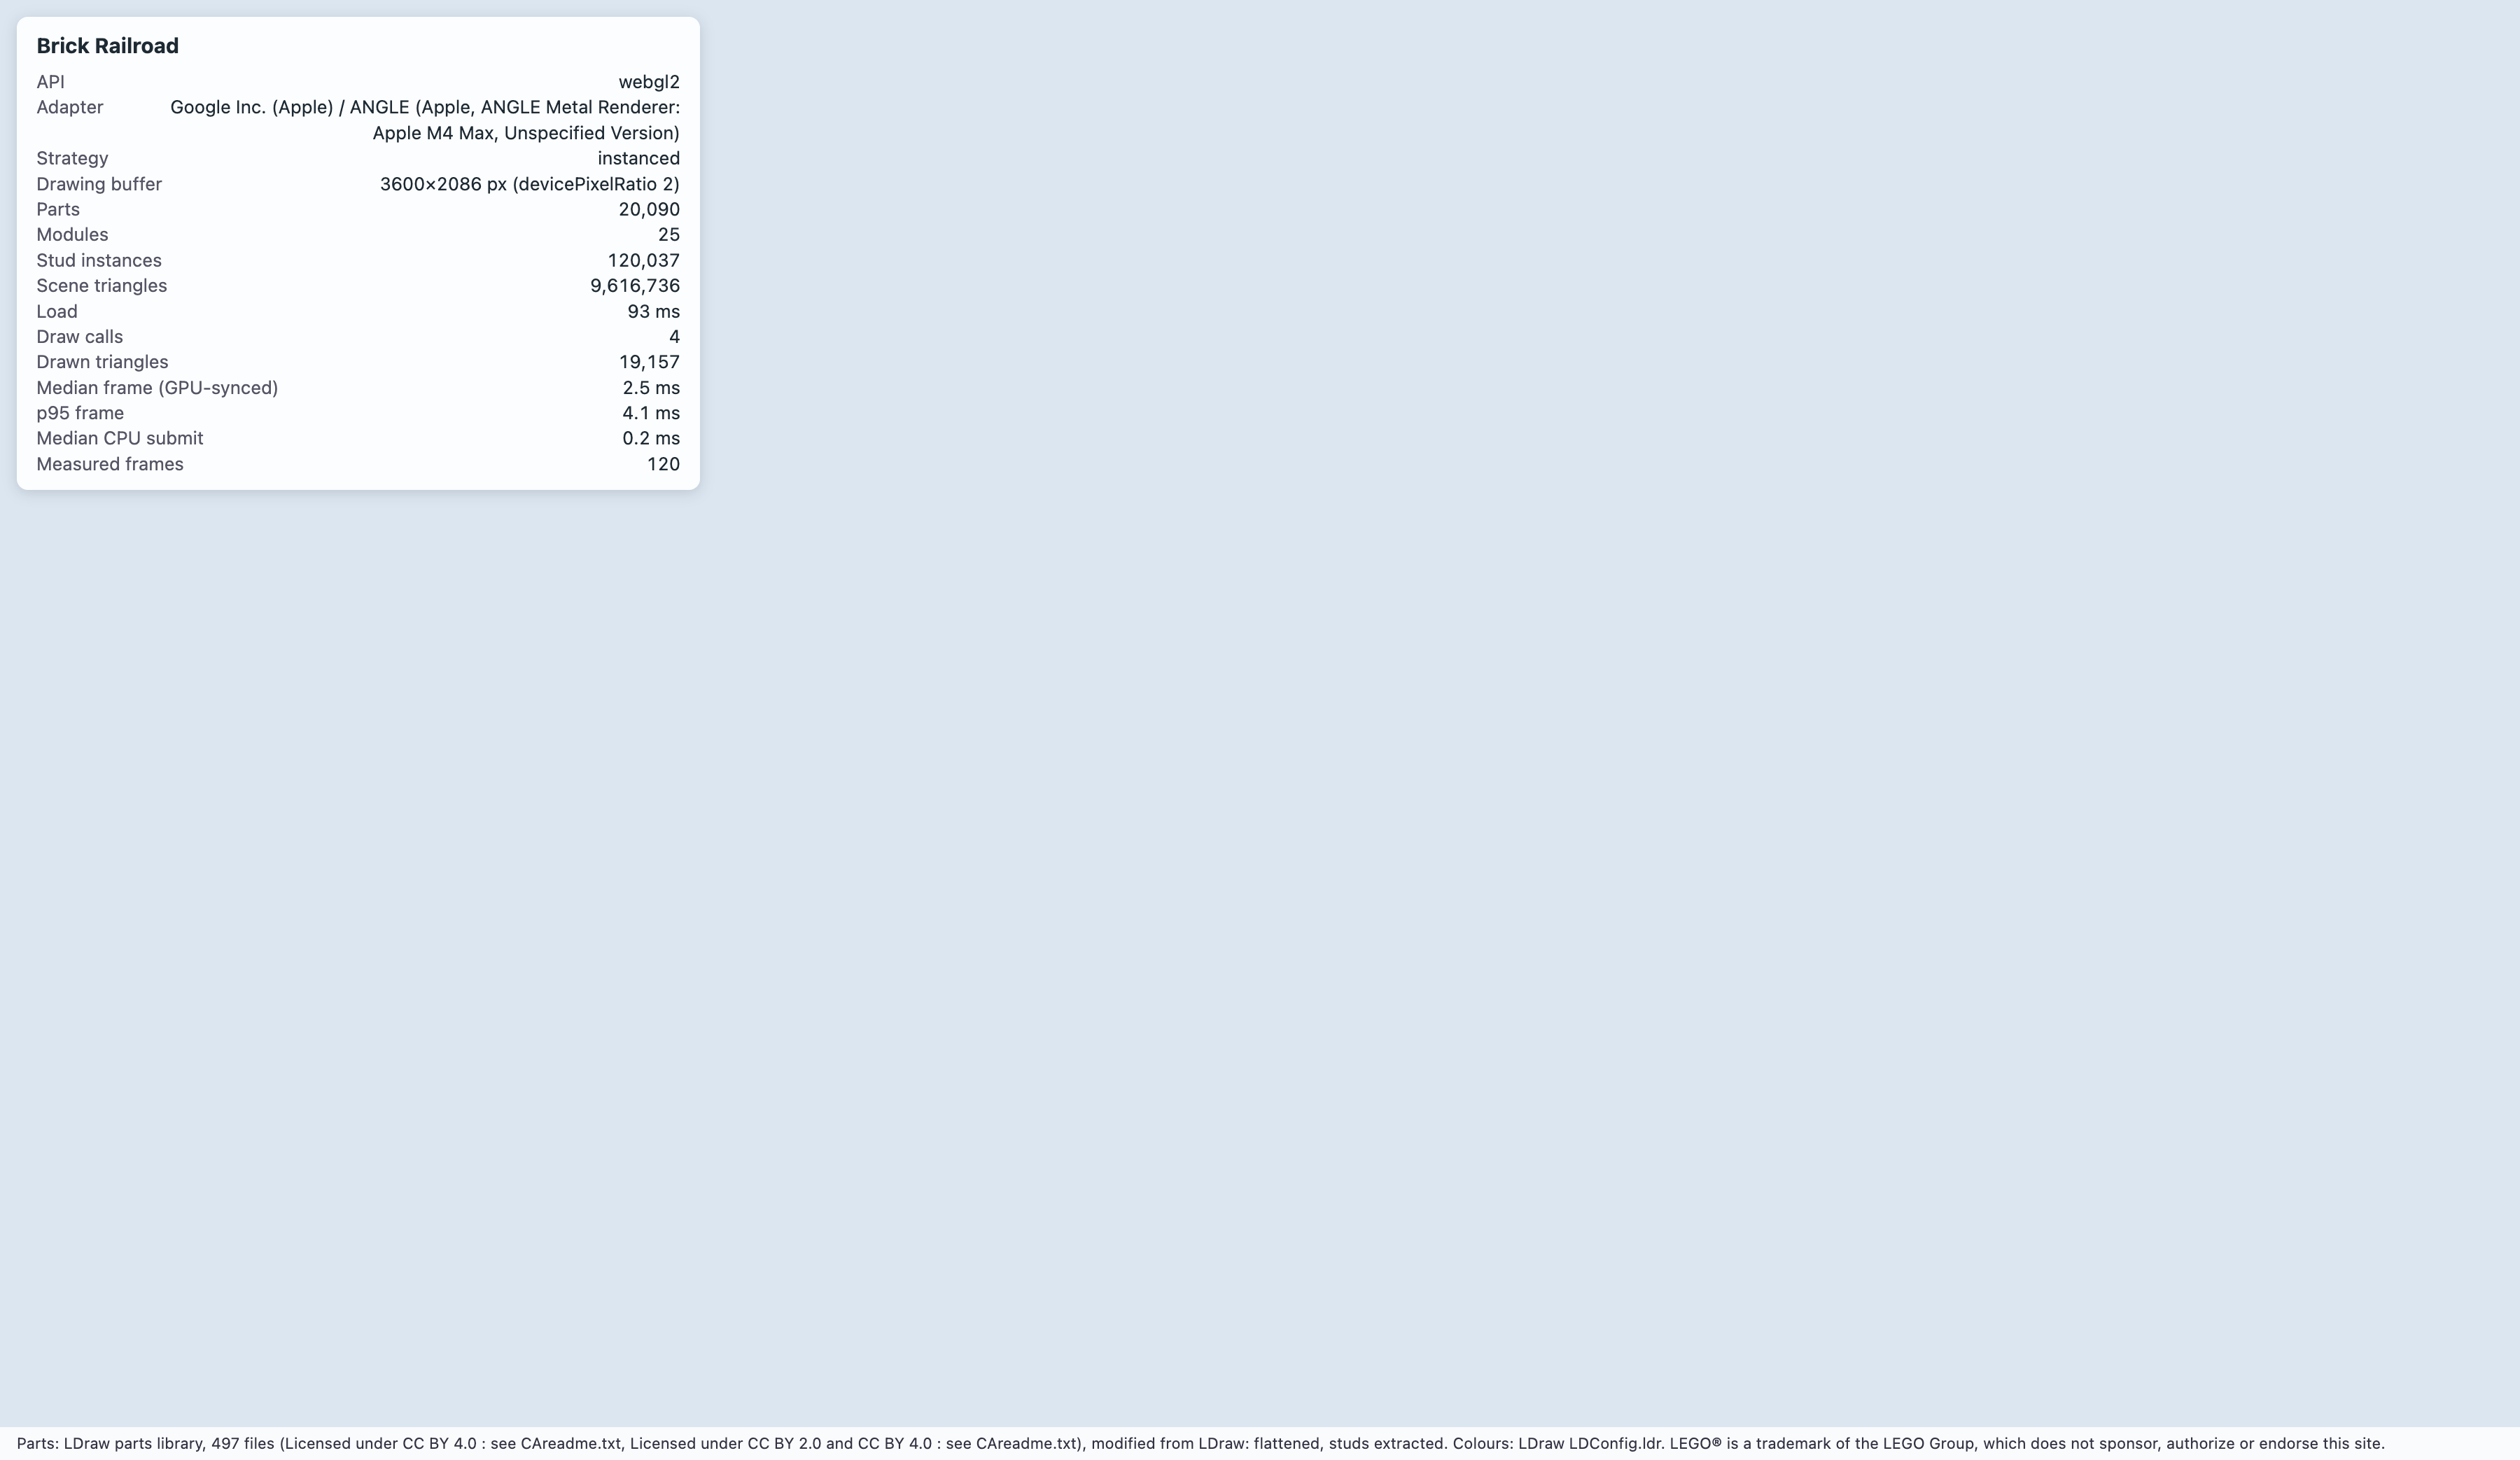 Brick Railroad
API webgl2
Adapter Google Inc. (Apple) / ANGLE (Apple, ANGLE Metal Renderer:
Apple M4 Max, Unspecified Version)
Strategy instanced
Drawing buffer 3600×2086 px (devicePixelRatio 2)
Parts 20,090
Modules 25
Stud instances 120,037
Scene triangles 9,616,736
Load 93 ms
Draw calls 4
Drawn triangles 19,157
Median frame (GPU-synced) 2.5 ms
p95 frame 4.1 ms
Median CPU submit 0.2 ms
Measured frames 120
Parts: LDraw parts library, 497 files (Licensed under CC BY 4.0 : see CAreadme.txt, Licensed under CC BY 2.0 and CC BY 4.0 : see CAreadme.txt), modified from LDraw: flattened, studs extracted. Colours: LDraw LDConfig.ldr. LEGO® is a trademark of the LEGO Group, which does not sponsor, authorize or endorse this site.